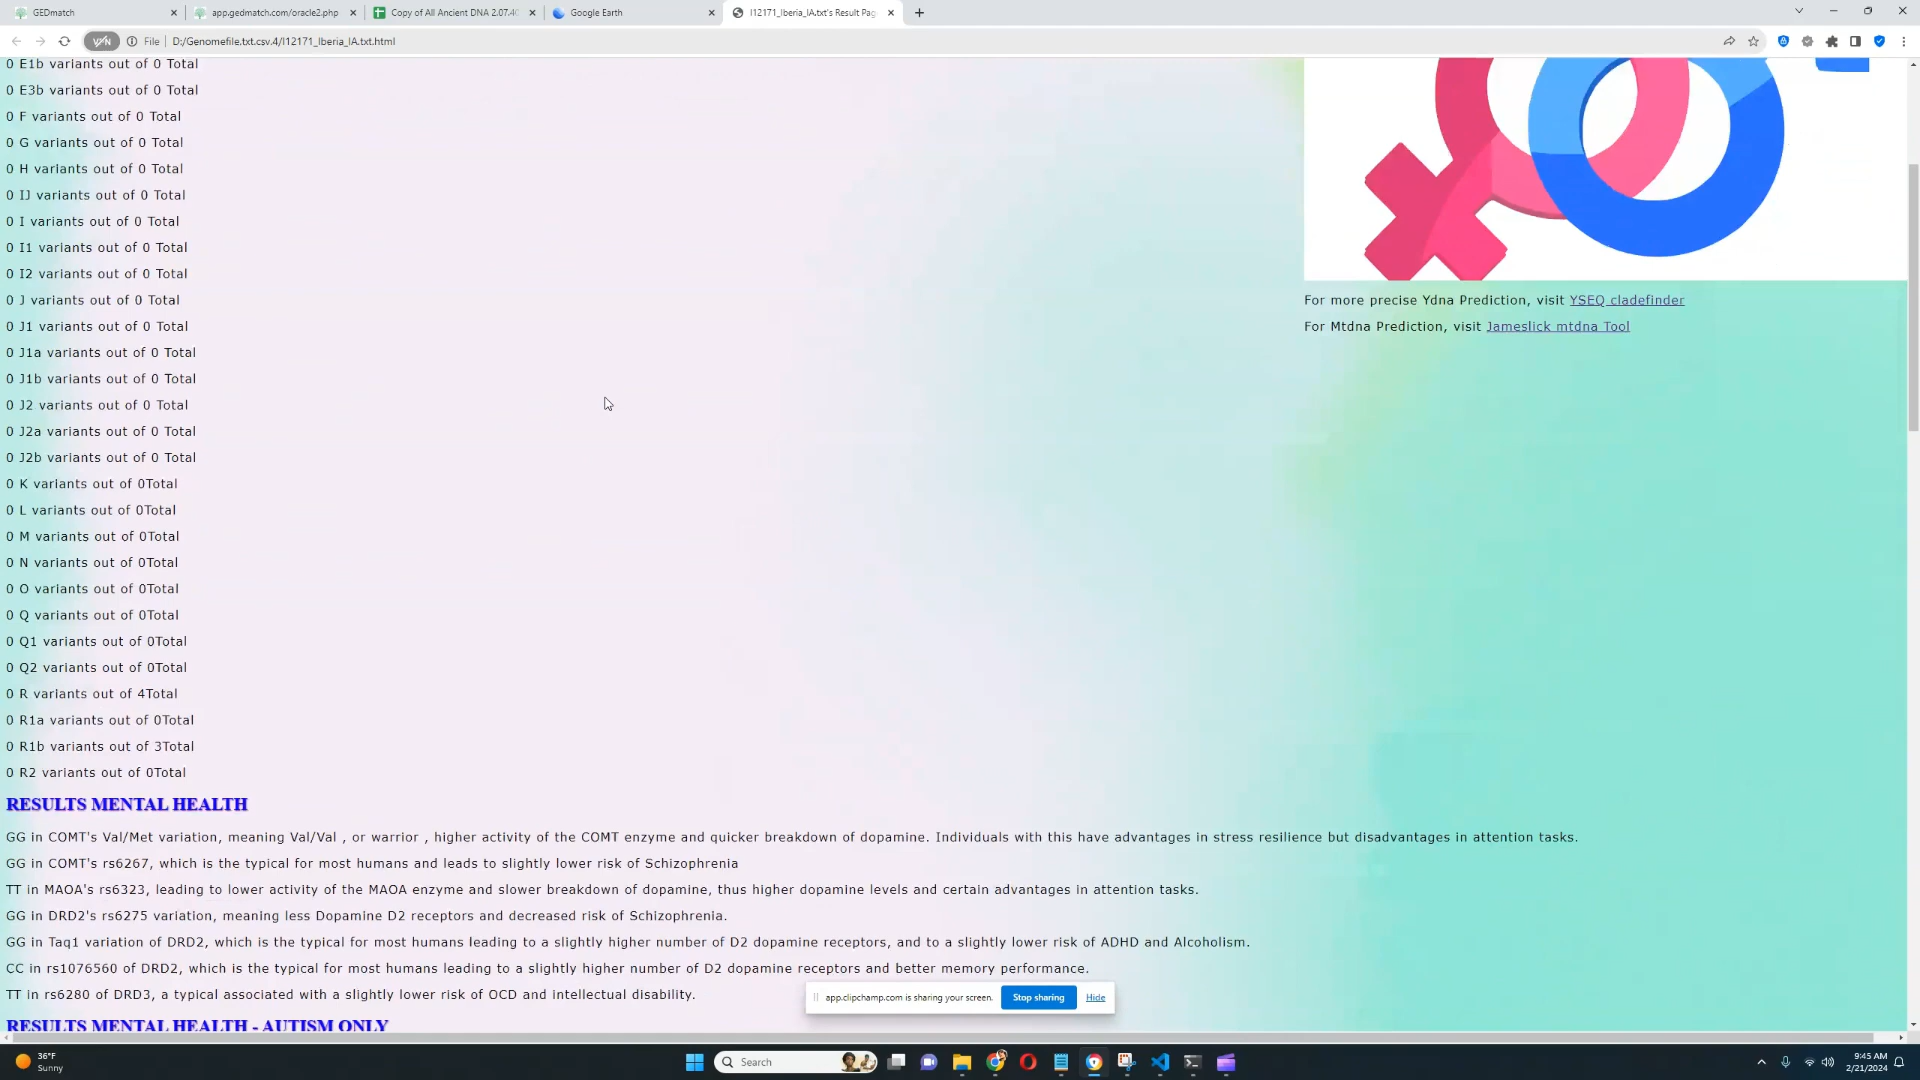 GEDmatch
app.gedmatch.com/oracle2.php
Copy of All Ancient DNA 2.07.40
Google Earth
I12171_Iberia_IA.txt's Result Pag
VPN
File
D:/Genomefile.txt.csv.4/I12171_Iberia_IA.txt.html
0 E1b variants out of 0 Total
0 E3b variants out of 0 Total
0 F variants out of 0 Total
0 G variants out of 0 Total
0 H variants out of 0 Total
0 IJ variants out of 0 Total
0 I variants out of 0 Total
0 I1 variants out of 0 Total
0 I2 variants out of 0 Total
0 J variants out of 0 Total
0 J1 variants out of 0 Total
0 J1a variants out of 0 Total
0 J1b variants out of 0 Total
0 J2 variants out of 0 Total
0 J2a variants out of 0 Total
0 J2b variants out of 0 Total
0 K variants out of 0Total
0 L variants out of 0Total
0 M variants out of 0Total
0 N variants out of 0Total
0 O variants out of 0Total
0 Q variants out of 0Total
0 Q1 variants out of 0Total
0 Q2 variants out of 0Total
0 R variants out of 4Total
0 R1a variants out of 0Total
0 R1b variants out of 3Total
0 R2 variants out of 0Total
For more precise Ydna Prediction, visit YSEQ cladefinder
For Mtdna Prediction, visit Jameslick mtdna Tool
RESULTS MENTAL HEALTH
GG in COMT's Val/Met variation, meaning Val/Val , or warrior , higher activity of the COMT enzyme and quicker breakdown of dopamine. Individuals with this have advantages in stress resilience but disadvantages in attention tasks.
GG in COMT's rs6267, which is the typical for most humans and leads to slightly lower risk of Schizophrenia
TT in MAOA's rs6323, leading to lower activity of the MAOA enzyme and slower breakdown of dopamine, thus higher dopamine levels and certain advantages in attention tasks.
GG in DRD2's rs6275 variation, meaning less Dopamine D2 receptors and decreased risk of Schizophrenia.
GG in Taq1 variation of DRD2, which is the typical for most humans leading to a slightly higher number of D2 dopamine receptors, and to a slightly lower risk of ADHD and Alcoholism.
CC in rs1076560 of DRD2, which is the typical for most humans leading to a slightly higher number of D2 dopamine receptors and better memory performance.
TT in rs6280 of DRD3, a typical associated with a slightly lower risk of OCD and intellectual disability.
RESULTS MENTAL HEALTH - AUTISM ONLY
app.clipchamp.com is sharing your screen.
Stop sharing
Hide
36°F
Sunny
Search
9:45 AM
2/21/2024